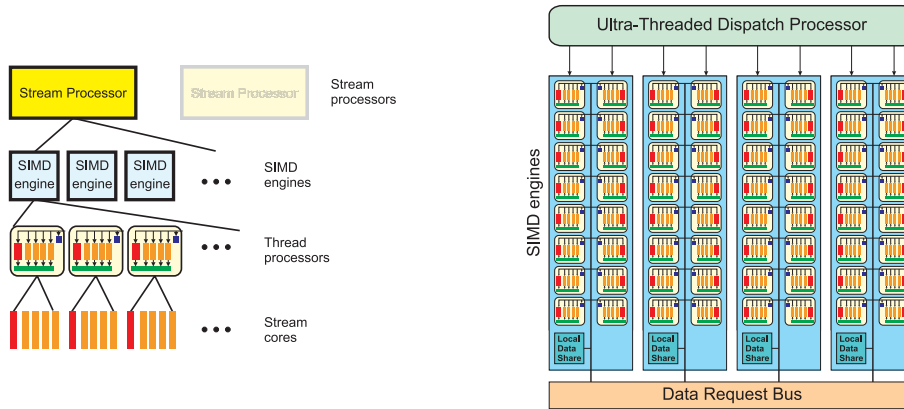 Stream Processor
Stream Processor
Stream
processors
SIMD
engine
SIMD
engine
SIMD
engine
SIMD
engines
Thread
processors
Stream
cores
Ultra-Threaded Dispatch Processor
SIMD engines
Local
Data
Share
Local
Data
Share
Local
Data
Share
Local
Data
Share
Data Request Bus